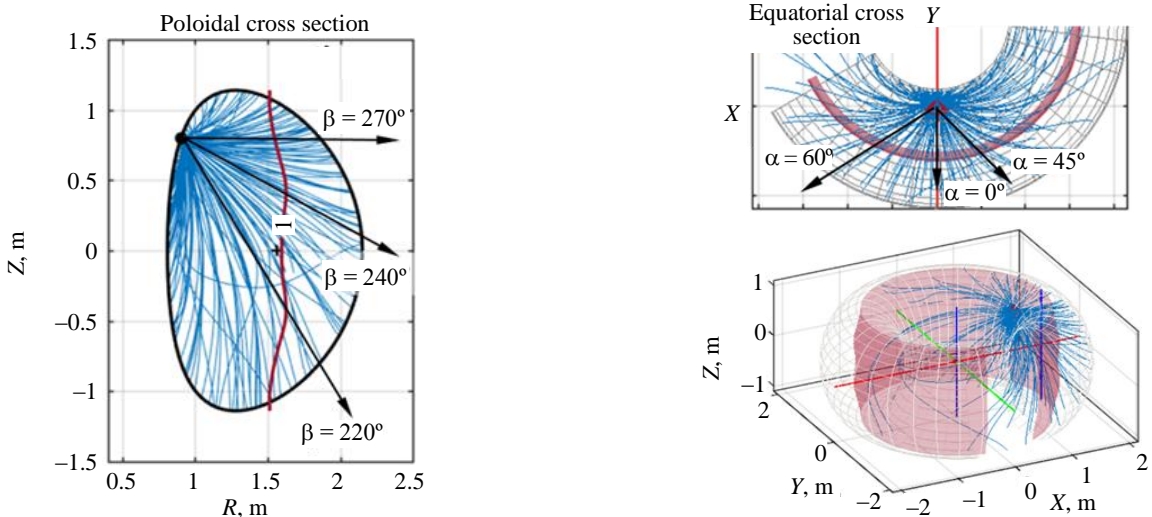 Poloidal cross section
1.5
1
0.5
0
–0.5
–1
–1.5
Z, m
0.5
1
1.5
2
2.5
R, m
β = 270º
1
β = 240º
β = 220º
Equatorial cross
section
Y
X
α = 60º
α = 45º
α = 0º
1
0
–1
Z, m
2
0
–2
Y, m
–2
–1
0
1
2
X, m